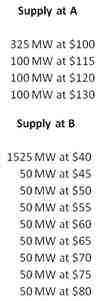 Supply at A
325 MW at $100
100 MW at $115
100 MW at $120
100 MW at $130
Supply at B
1525 MW at $40
50 MW at $45
50 MW at $50
50 MW at $55
50 MW at $60
50 MW at $65
50 MW at $70
50 MW at $75
50 MW at $80